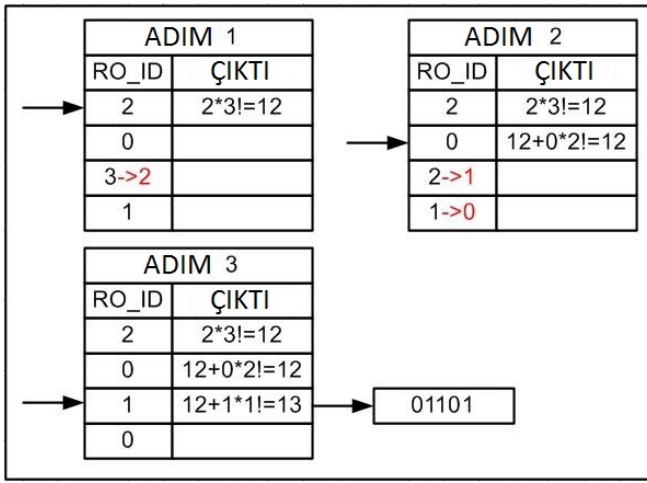 ADIM 1
RO_ID ÇIKTI
2 2*3!=12
0
3->2
1
ADIM 2
RO_ID ÇIKTI
2 2*3!=12
0 12+0*2!=12
2->1
1->0
ADIM 3
RO_ID ÇIKTI
2 2*3!=12
0 12+0*2!=12
1 12+1*1!=13
0
01101